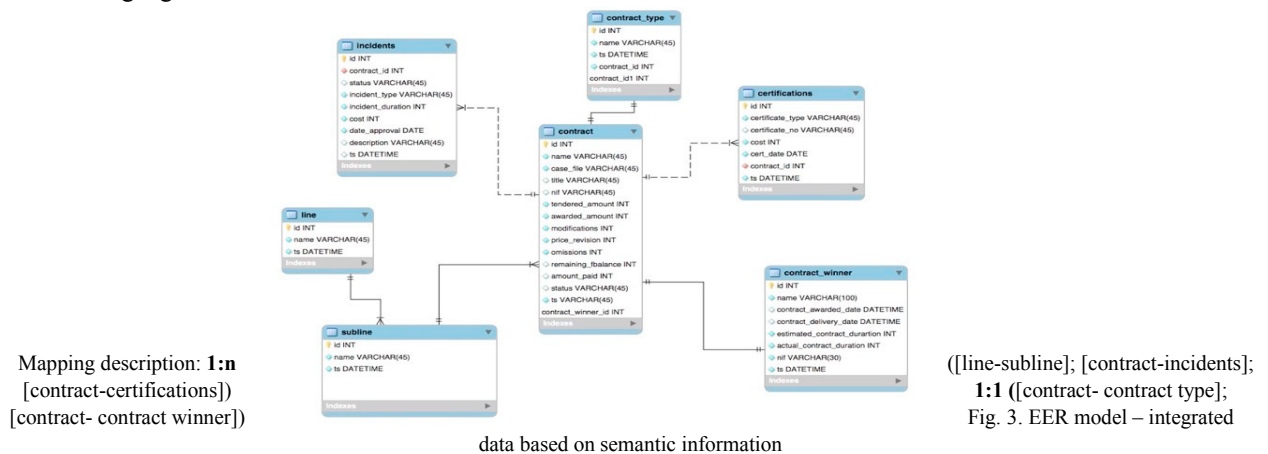 contract_type
id INT
name VARCHAR(45)
ts DATETIME
contract_id INT
contract_id1 INT
Indexes
incidents
id INT
contract_id INT
status VARCHAR(45)
incident_type VARCHAR(45)
incident_duration INT
cost INT
date_approval DATE
description VARCHAR(45)
ts DATETIME
Indexes
certifications
id INT
certificate_type VARCHAR(45)
certificate_no VARCHAR(45)
cost INT
cert_date DATE
contract_id INT
ts DATETIME
Indexes
contract
id INT
name VARCHAR(45)
case_file VARCHAR(45)
title VARCHAR(45)
nif VARCHAR(45)
tendered_amount INT
awarded_amount INT
modifications INT
price_revision INT
omissions INT
remaining_fbalance INT
amount_paid INT
status VARCHAR(45)
ts VARCHAR(45)
contract_winner_id INT
Indexes
line
id INT
name VARCHAR(45)
ts DATETIME
Indexes
contract_winner
id INT
name VARCHAR(100)
contract_awarded_date DATETIME
contract_delivery_date DATETIME
estimated_contract_durartion INT
actual_contract_duration INT
nif VARCHAR(30)
ts DATETIME
Indexes
subline
id INT
name VARCHAR(45)
ts DATETIME
Indexes
Mapping description: 1:n ([line-subline]; [contract-incidents];
[contract-certifications]) 1:1 ([contract- contract type];
[contract- contract winner]) Fig. 3. EER model – integrated
data based on semantic information